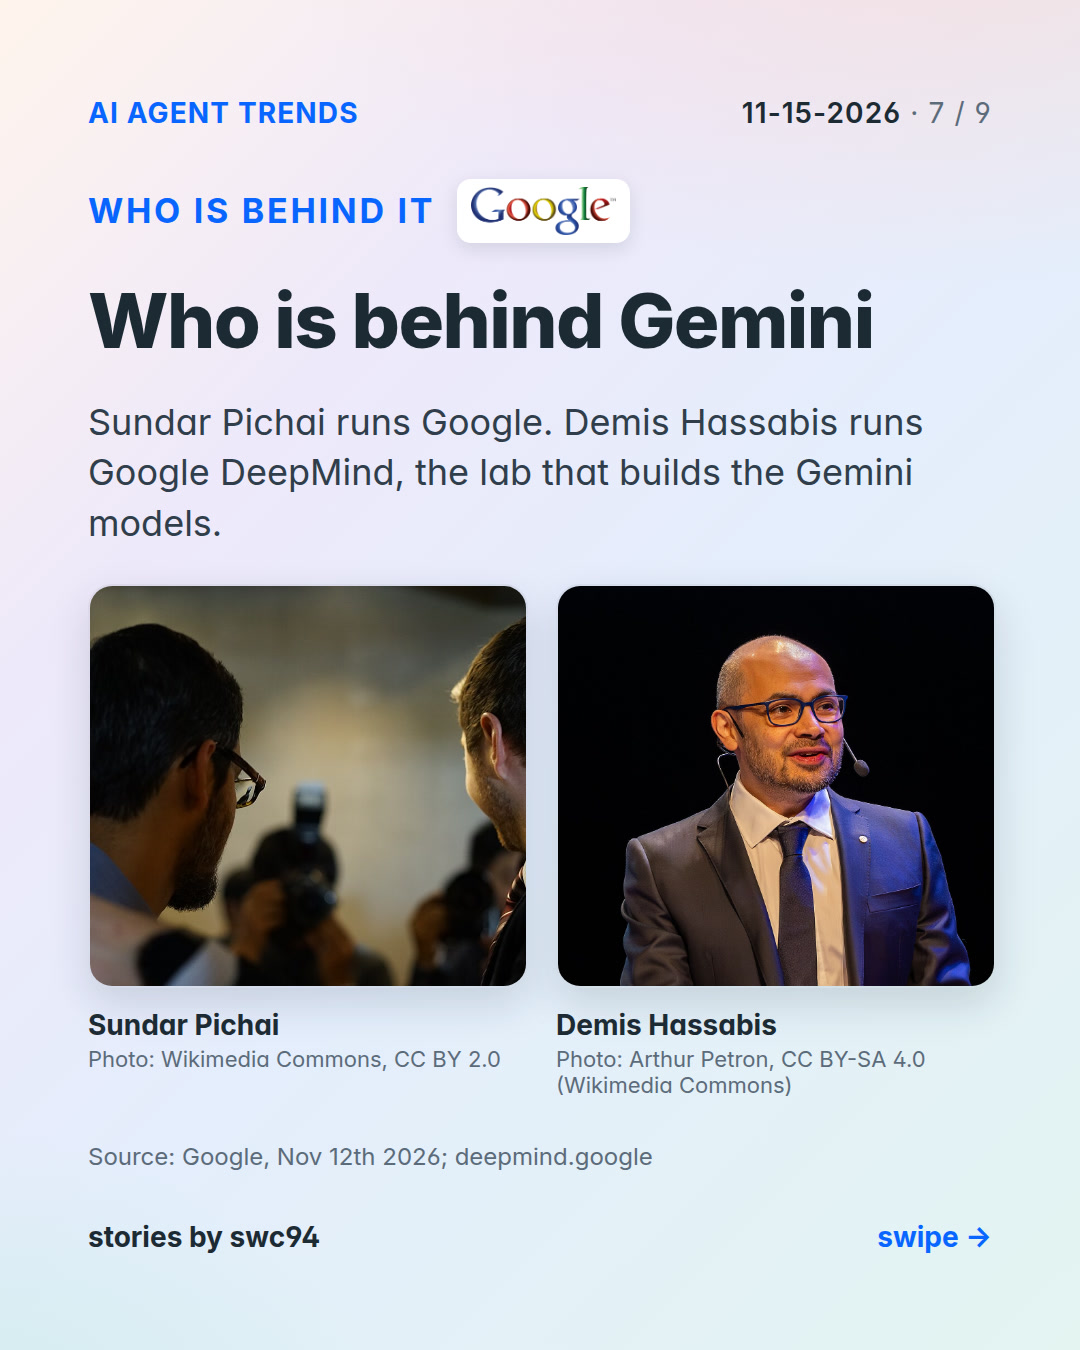 AI AGENT TRENDS
11-15-2026 · 7 / 9
WHO IS BEHIND IT
Google™
Who is behind Gemini
Sundar Pichai runs Google. Demis Hassabis runs
Google DeepMind, the lab that builds the Gemini
models.
Sundar Pichai
Photo: Wikimedia Commons, CC BY 2.0
Demis Hassabis
Photo: Arthur Petron, CC BY-SA 4.0
(Wikimedia Commons)
Source: Google, Nov 12th 2026; deepmind.google
stories by swc94
swipe →